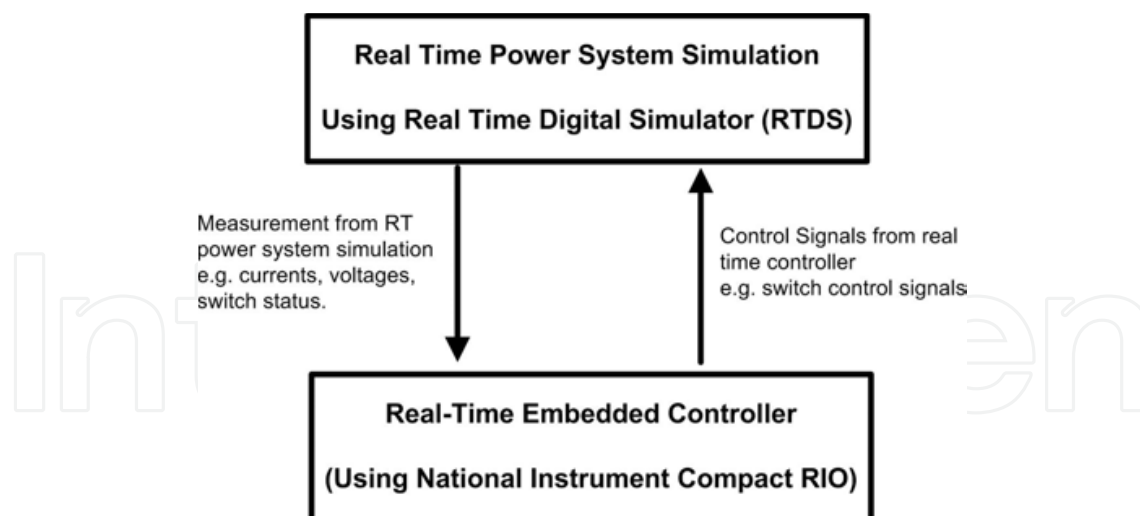 Real Time Power System Simulation
Using Real Time Digital Simulator (RTDS)
Measurement from RT
power system simulation
e.g. currents, voltages,
switch status.
Control Signals from real
time controller
e.g. switch control signals
Real-Time Embedded Controller
(Using National Instrument Compact RIO)